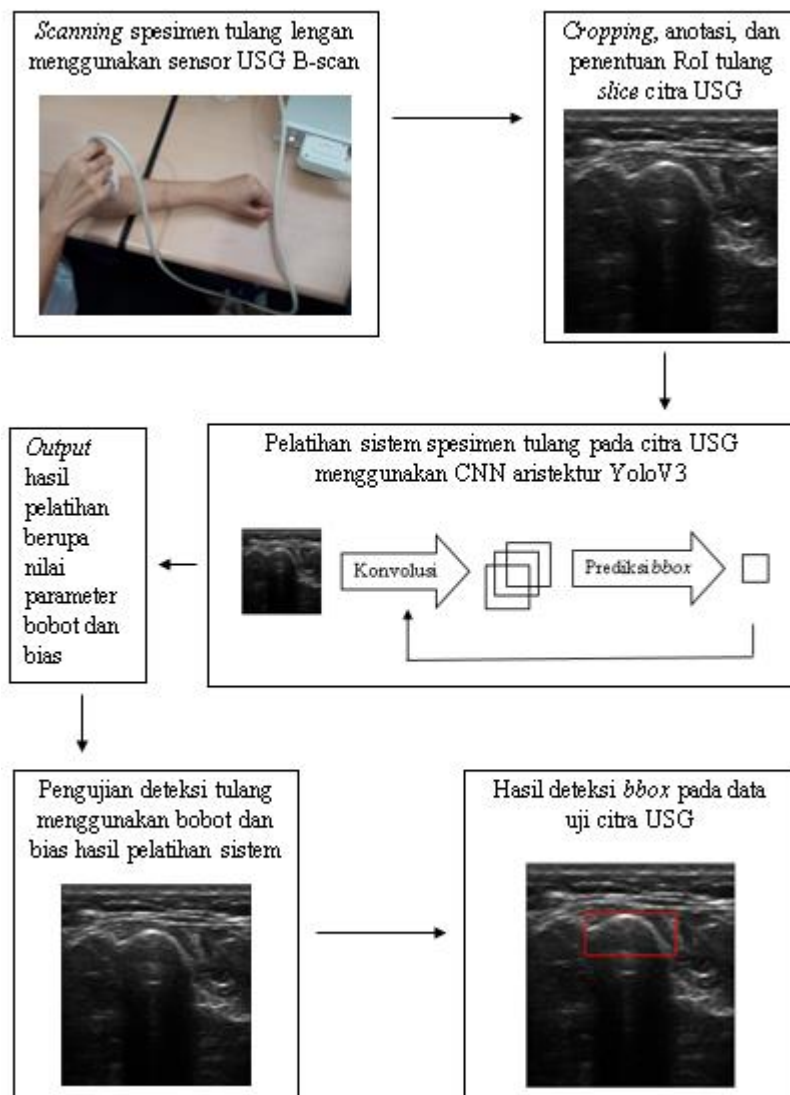 Scanning spesimen tulang lengan
menggunakan sensor USG B-scan
Cropping, anotasi, dan
penentuan RoI tulang
slice citra USG
Pelatihan sistem spesimen tulang pada citra USG
menggunakan CNN aristektur YoloV3
Konvolusi
Prediksi bbox
Output
hasil
pelatihan
berupa
nilai
parameter
bobot dan
bias
Pengujian deteksi tulang
menggunakan bobot dan
bias hasil pelatihan sistem
Hasil deteksi bbox pada data
uji citra USG